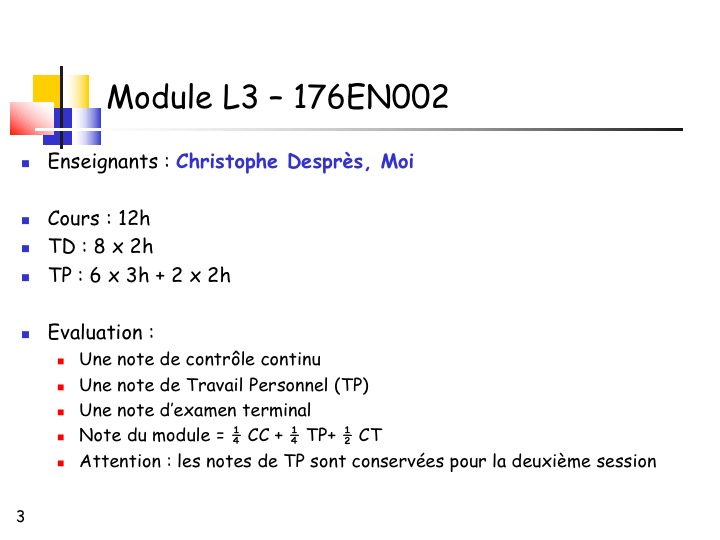 Module L3 – 176EN002
Enseignants : Christophe Desprès, Moi
Cours : 12h
TD : 8 x 2h
TP : 6 x 3h + 2 x 2h
Evaluation :
Une note de contrôle continu
Une note de Travail Personnel (TP)
Une note d’examen terminal
Note du module = ¼ CC + ¼ TP+ ½ CT
Attention : les notes de TP sont conservées pour la deuxième session
3